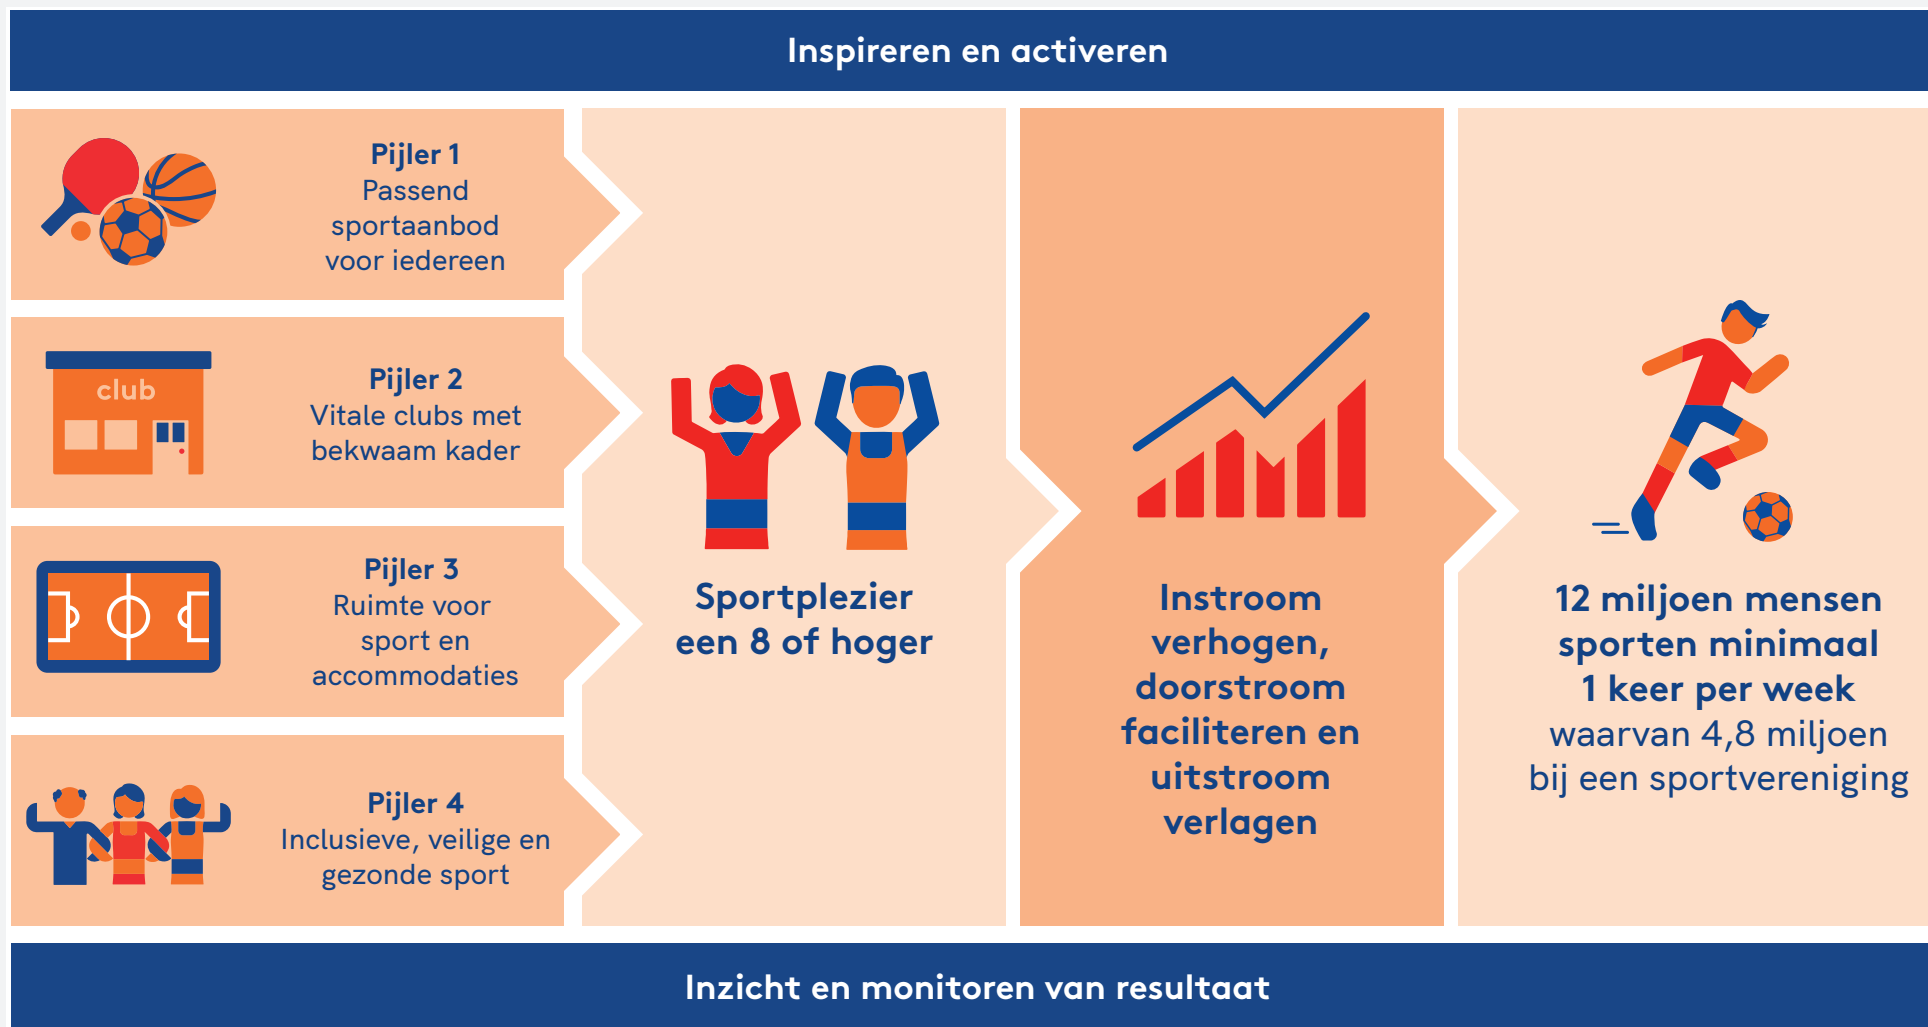 Inspireren en activeren
Pijler 1
Passend
sportaanbod
voor iedereen
club
Pijler 2
Vitale clubs met
bekwaam kader
Pijler 3
Ruimte voor
sport en
accommodaties
Pijler 4
Inclusieve, veilige en
gezonde sport
Sportplezier
een 8 of hoger
Instroom
verhogen,
doorstroom
faciliteren en
uitstroom
verlagen
12 miljoen mensen
sporten minimaal
1 keer per week
waarvan 4,8 miljoen
bij een sportvereniging
Inzicht en monitoren van resultaat